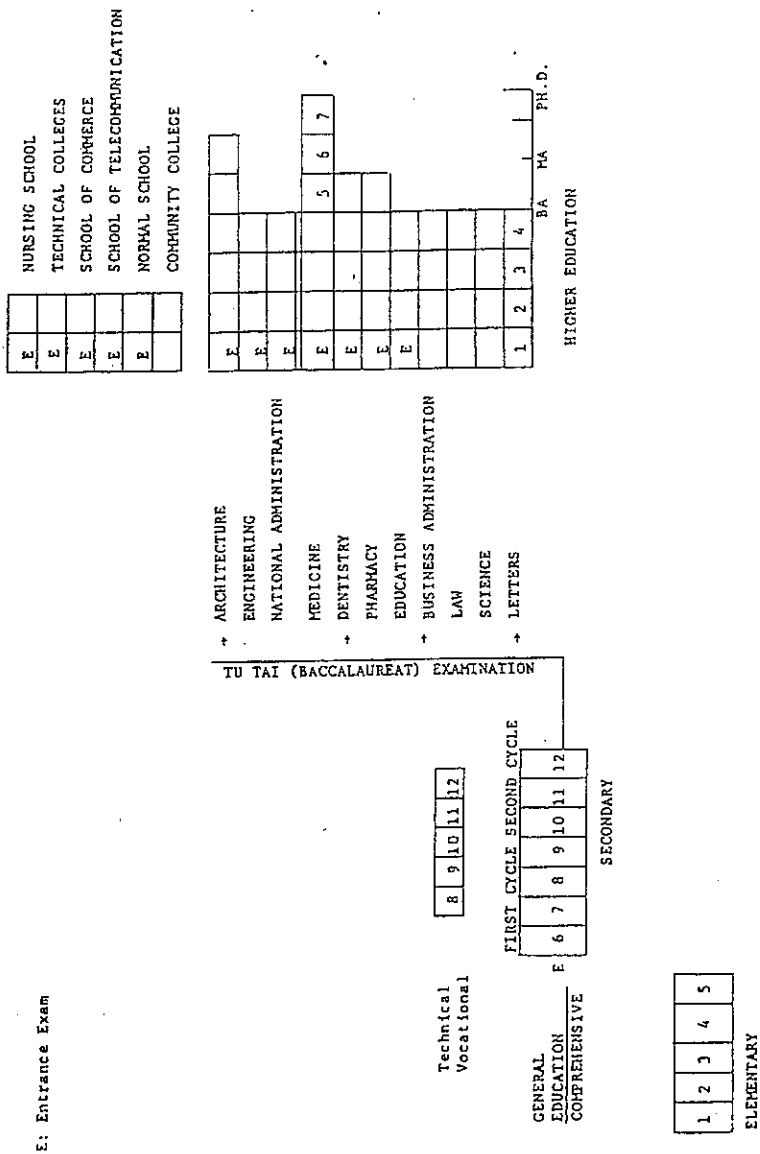 E: Entrance Exam
NURSING SCHOOL
TECHNICAL COLLEGES
SCHOOL OF COMMERCE
SCHOOL OF TELECOMMUNICATION
NORMAL SCHOOL
COMMUNITY COLLEGE
E
E
E
E
E
ARCHITECTURE
ENGINEERING
NATIONAL ADMINISTRATION
MEDICINE
DENTISTRY
PHARMACY
EDUCATION
BUSINESS ADMINISTRATION
LAW
SCIENCE
LETTERS
E
E
E
E 5 6 7
E
E
E
1 2 3 4
BA MA PH.D.
HIGHER EDUCATION
TU TAI (BACCALAUREAT) EXAMINATION
Technical
Vocational
8 9 10 11 12
FIRST CYCLE SECOND CYCLE
GENERAL
EDUCATION
COMPREHENSIVE
E 6 7 8 9 10 11 12
SECONDARY
1 2 3 4 5
ELEMENTARY